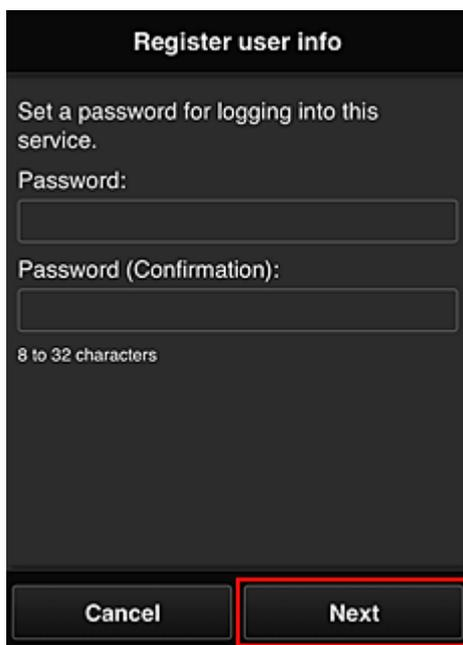 Register user info
Set a password for logging into this
service.
Password:
Password (Confirmation):
8 to 32 characters
Cancel
Next